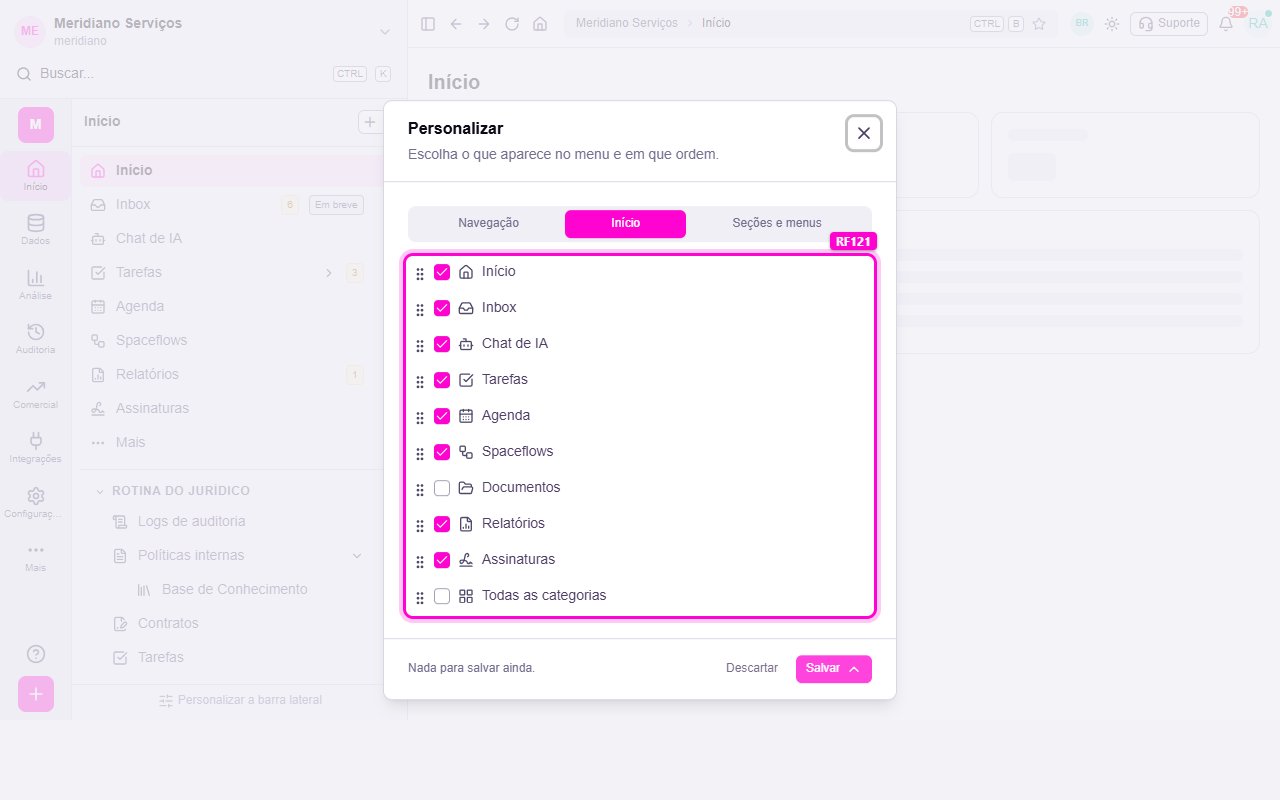 ME
Meridiano Serviços
meridiano
Buscar...
CTRL
K
M
Início
Dados
Análise
Auditoria
Comercial
Integrações
Configuraç...
Mais
Início
Início
Inbox
6
Em breve
Chat de IA
Tarefas
3
Agenda
Spaceflows
Relatórios
1
Assinaturas
Mais
ROTINA DO JURÍDICO
Logs de auditoria
Políticas internas
Base de Conhecimento
Contratos
Tarefas
Personalizar a barra lateral
Meridiano Serviços
Início
CTRL
B
BR
Suporte
99+
RA
Início
Personalizar
Escolha o que aparece no menu e em que ordem.
Navegação
Início
Seções e menus
RF121
Início
Inbox
Chat de IA
Tarefas
Agenda
Spaceflows
Documentos
Relatórios
Assinaturas
Todas as categorias
Nada para salvar ainda.
Descartar
Salvar